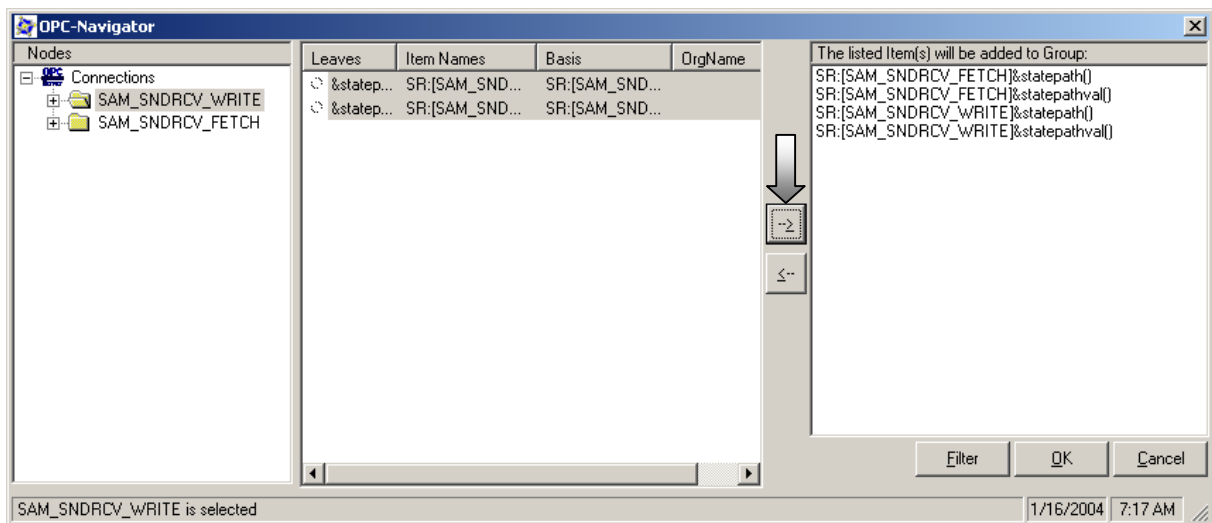 OPC-Navigator
Nodes
Connections
SAM_SNDRCV_WRITE
SAM_SNDRCV_FETCH
Leaves Item Names Basis OrgName
&statep... SR:[SAM_SND... SR:[SAM_SND...
&statep... SR:[SAM_SND... SR:[SAM_SND...
-->
<--
The listed Item(s) will be added to Group:
SR:[SAM_SNDRCV_FETCH]&statepath()
SR:[SAM_SNDRCV_FETCH]&statepathval()
SR:[SAM_SNDRCV_WRITE]&statepath()
SR:[SAM_SNDRCV_WRITE]&statepathval()
Filter OK Cancel
SAM_SNDRCV_WRITE is selected 1/16/2004 7:17 AM